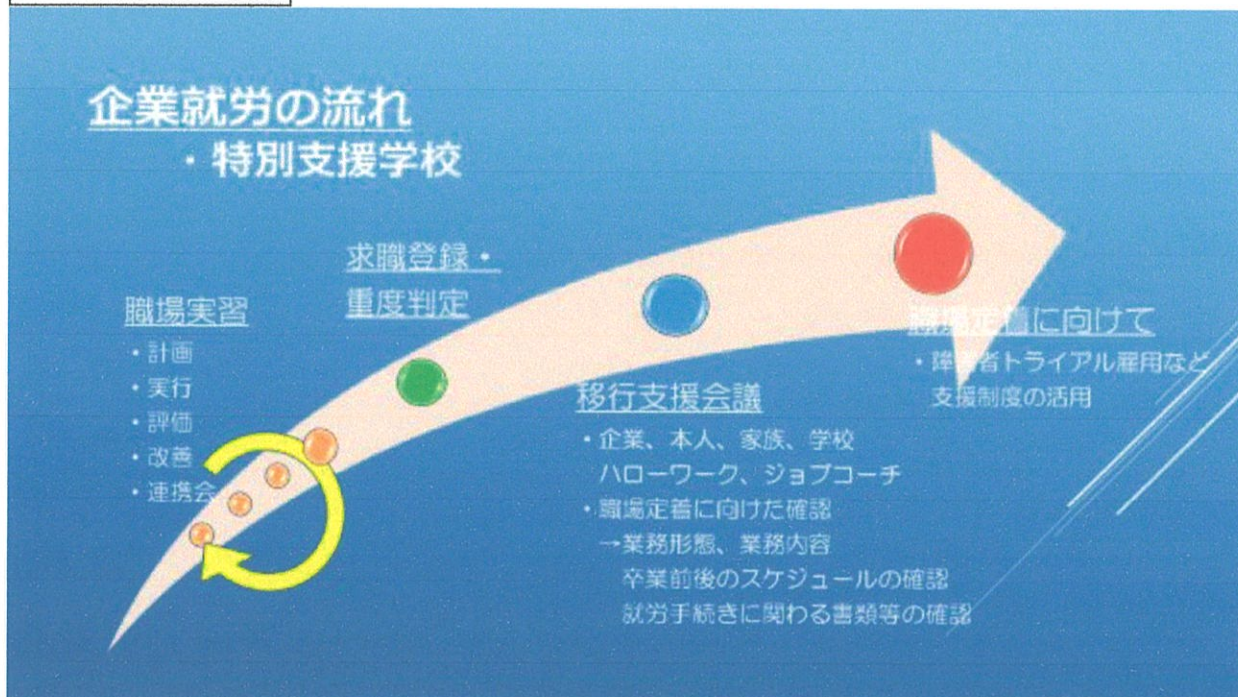 企業就労の流れ
・特別支援学校
職場実習
・計画
・実行
・評価
・改善
・連携会
求職登録・
重度判定
移行支援会議
・企業、本人、家族、学校
ハローワーク、ジョブコーチ
・職場定着に向けた確認
→業務形態、業務内容
卒業前後のスケジュールの確認
就労手続きに関わる書類等の確認
職場定着に向けて
・障害者トライアル雇用など
支援制度の活用